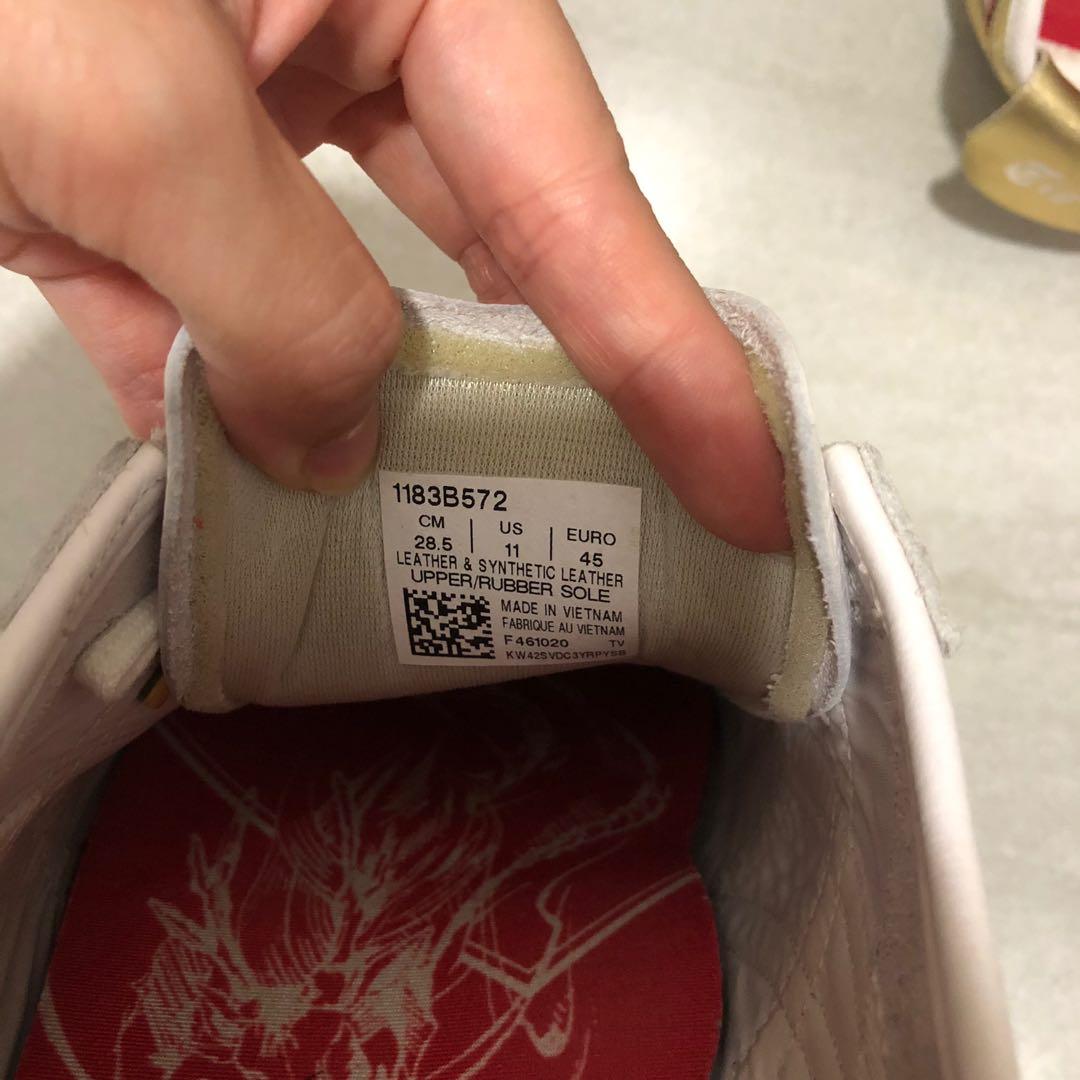 1183B572
CM | US | EURO
28.5 | 11 | 45
LEATHER & SYNTHETIC LEATHER
UPPER/RUBBER SOLE
MADE IN VIETNAM
FABRIQUE AU VIETNAM
F461020 TV
KW42SVDC3YRPYSB